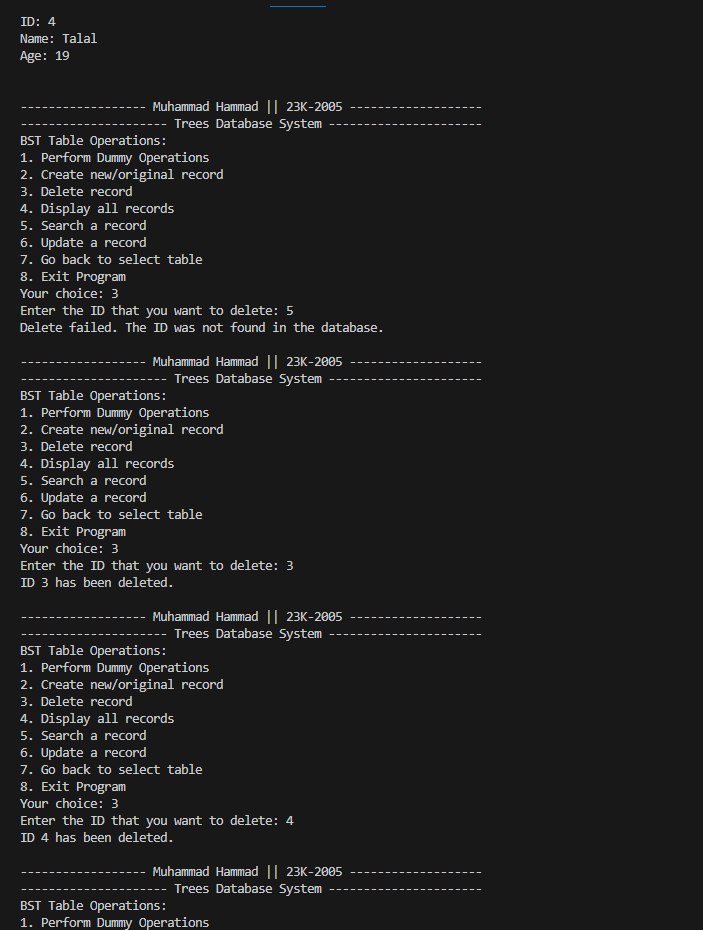 ID: 4
Name: Talal
Age: 19
------------------ Muhammad Hammad || 23K-2005 -------------------
--------------------- Trees Database System ----------------------
BST Table Operations:
1. Perform Dummy Operations
2. Create new/original record
3. Delete record
4. Display all records
5. Search a record
6. Update a record
7. Go back to select table
8. Exit Program
Your choice: 3
Enter the ID that you want to delete: 5
Delete failed. The ID was not found in the database.
------------------ Muhammad Hammad || 23K-2005 -------------------
--------------------- Trees Database System ----------------------
BST Table Operations:
1. Perform Dummy Operations
2. Create new/original record
3. Delete record
4. Display all records
5. Search a record
6. Update a record
7. Go back to select table
8. Exit Program
Your choice: 3
Enter the ID that you want to delete: 3
ID 3 has been deleted.
------------------ Muhammad Hammad || 23K-2005 -------------------
--------------------- Trees Database System ----------------------
BST Table Operations:
1. Perform Dummy Operations
2. Create new/original record
3. Delete record
4. Display all records
5. Search a record
6. Update a record
7. Go back to select table
8. Exit Program
Your choice: 3
Enter the ID that you want to delete: 4
ID 4 has been deleted.
------------------ Muhammad Hammad || 23K-2005 -------------------
--------------------- Trees Database System ----------------------
BST Table Operations:
1. Perform Dummy Operations